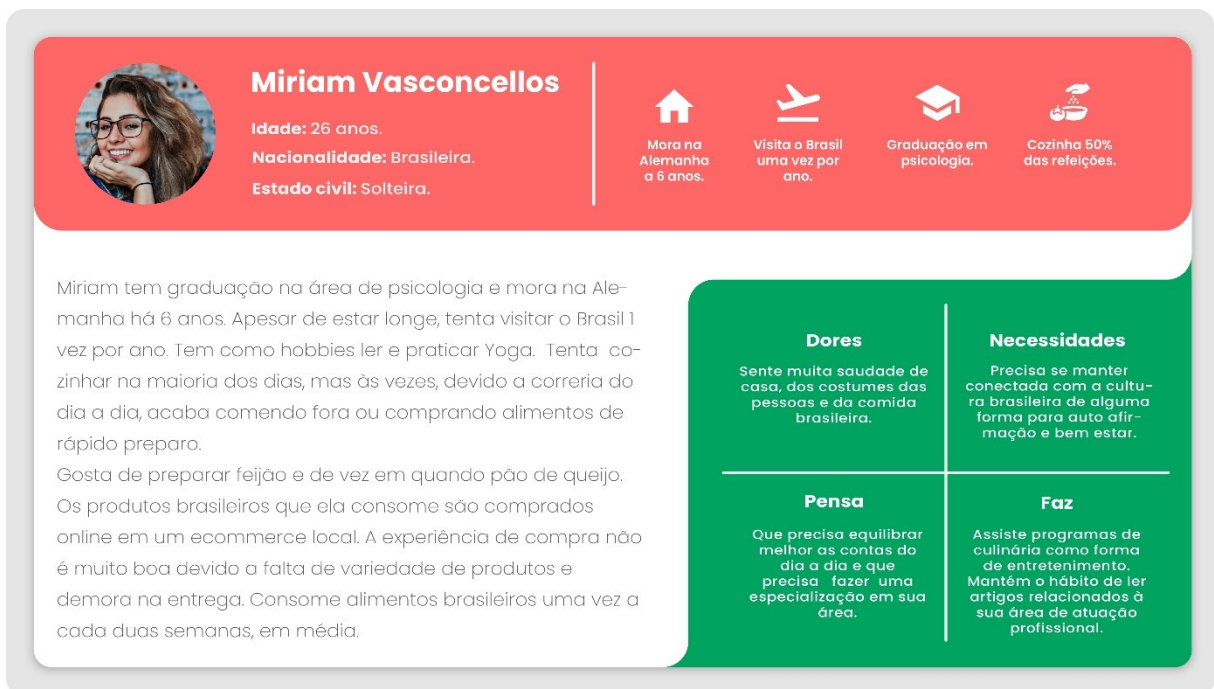 Miriam Vasconcellos
Idade: 26 anos.
Nacionalidade: Brasileira.
Estado civil: Solteira.
Mora na
Alemanha
a 6 anos.
Visita o Brasil
uma vez por
ano.
Graduação em
psicologia.
Cozinha 50%
das refeições.
Miriam tem graduação na área de psicologia e mora na Ale-
manha há 6 anos. Apesar de estar longe, tenta visitar o Brasil 1
vez por ano. Tem como hobbies ler e praticar Yoga. Tenta co-
zinhar na maioria dos dias, mas às vezes, devido a correria do
dia a dia, acaba comendo fora ou comprando alimentos de
rápido preparo.
Gosta de preparar feijão e de vez em quando pão de queijo.
Os produtos brasileiros que ela consome são comprados
online em um ecommerce local. A experiência de compra não
é muito boa devido a falta de variedade de produtos e
demora na entrega. Consome alimentos brasileiros uma vez a
cada duas semanas, em média.
Dores
Sente muita saudade de
casa, dos costumes das
pessoas e da comida
brasileira.
Necessidades
Precisa se manter
conectada com a cultu-
ra brasileira de alguma
forma para auto afir-
mação e bem estar.
Pensa
Que precisa equilibrar
melhor as contas do
dia a dia e que
precisa fazer uma
especialização em sua
área.
Faz
Assiste programas de
culinária como forma
de entretenimento.
Mantém o hábito de ler
artigos relacionados à
sua área de atuação
profissional.